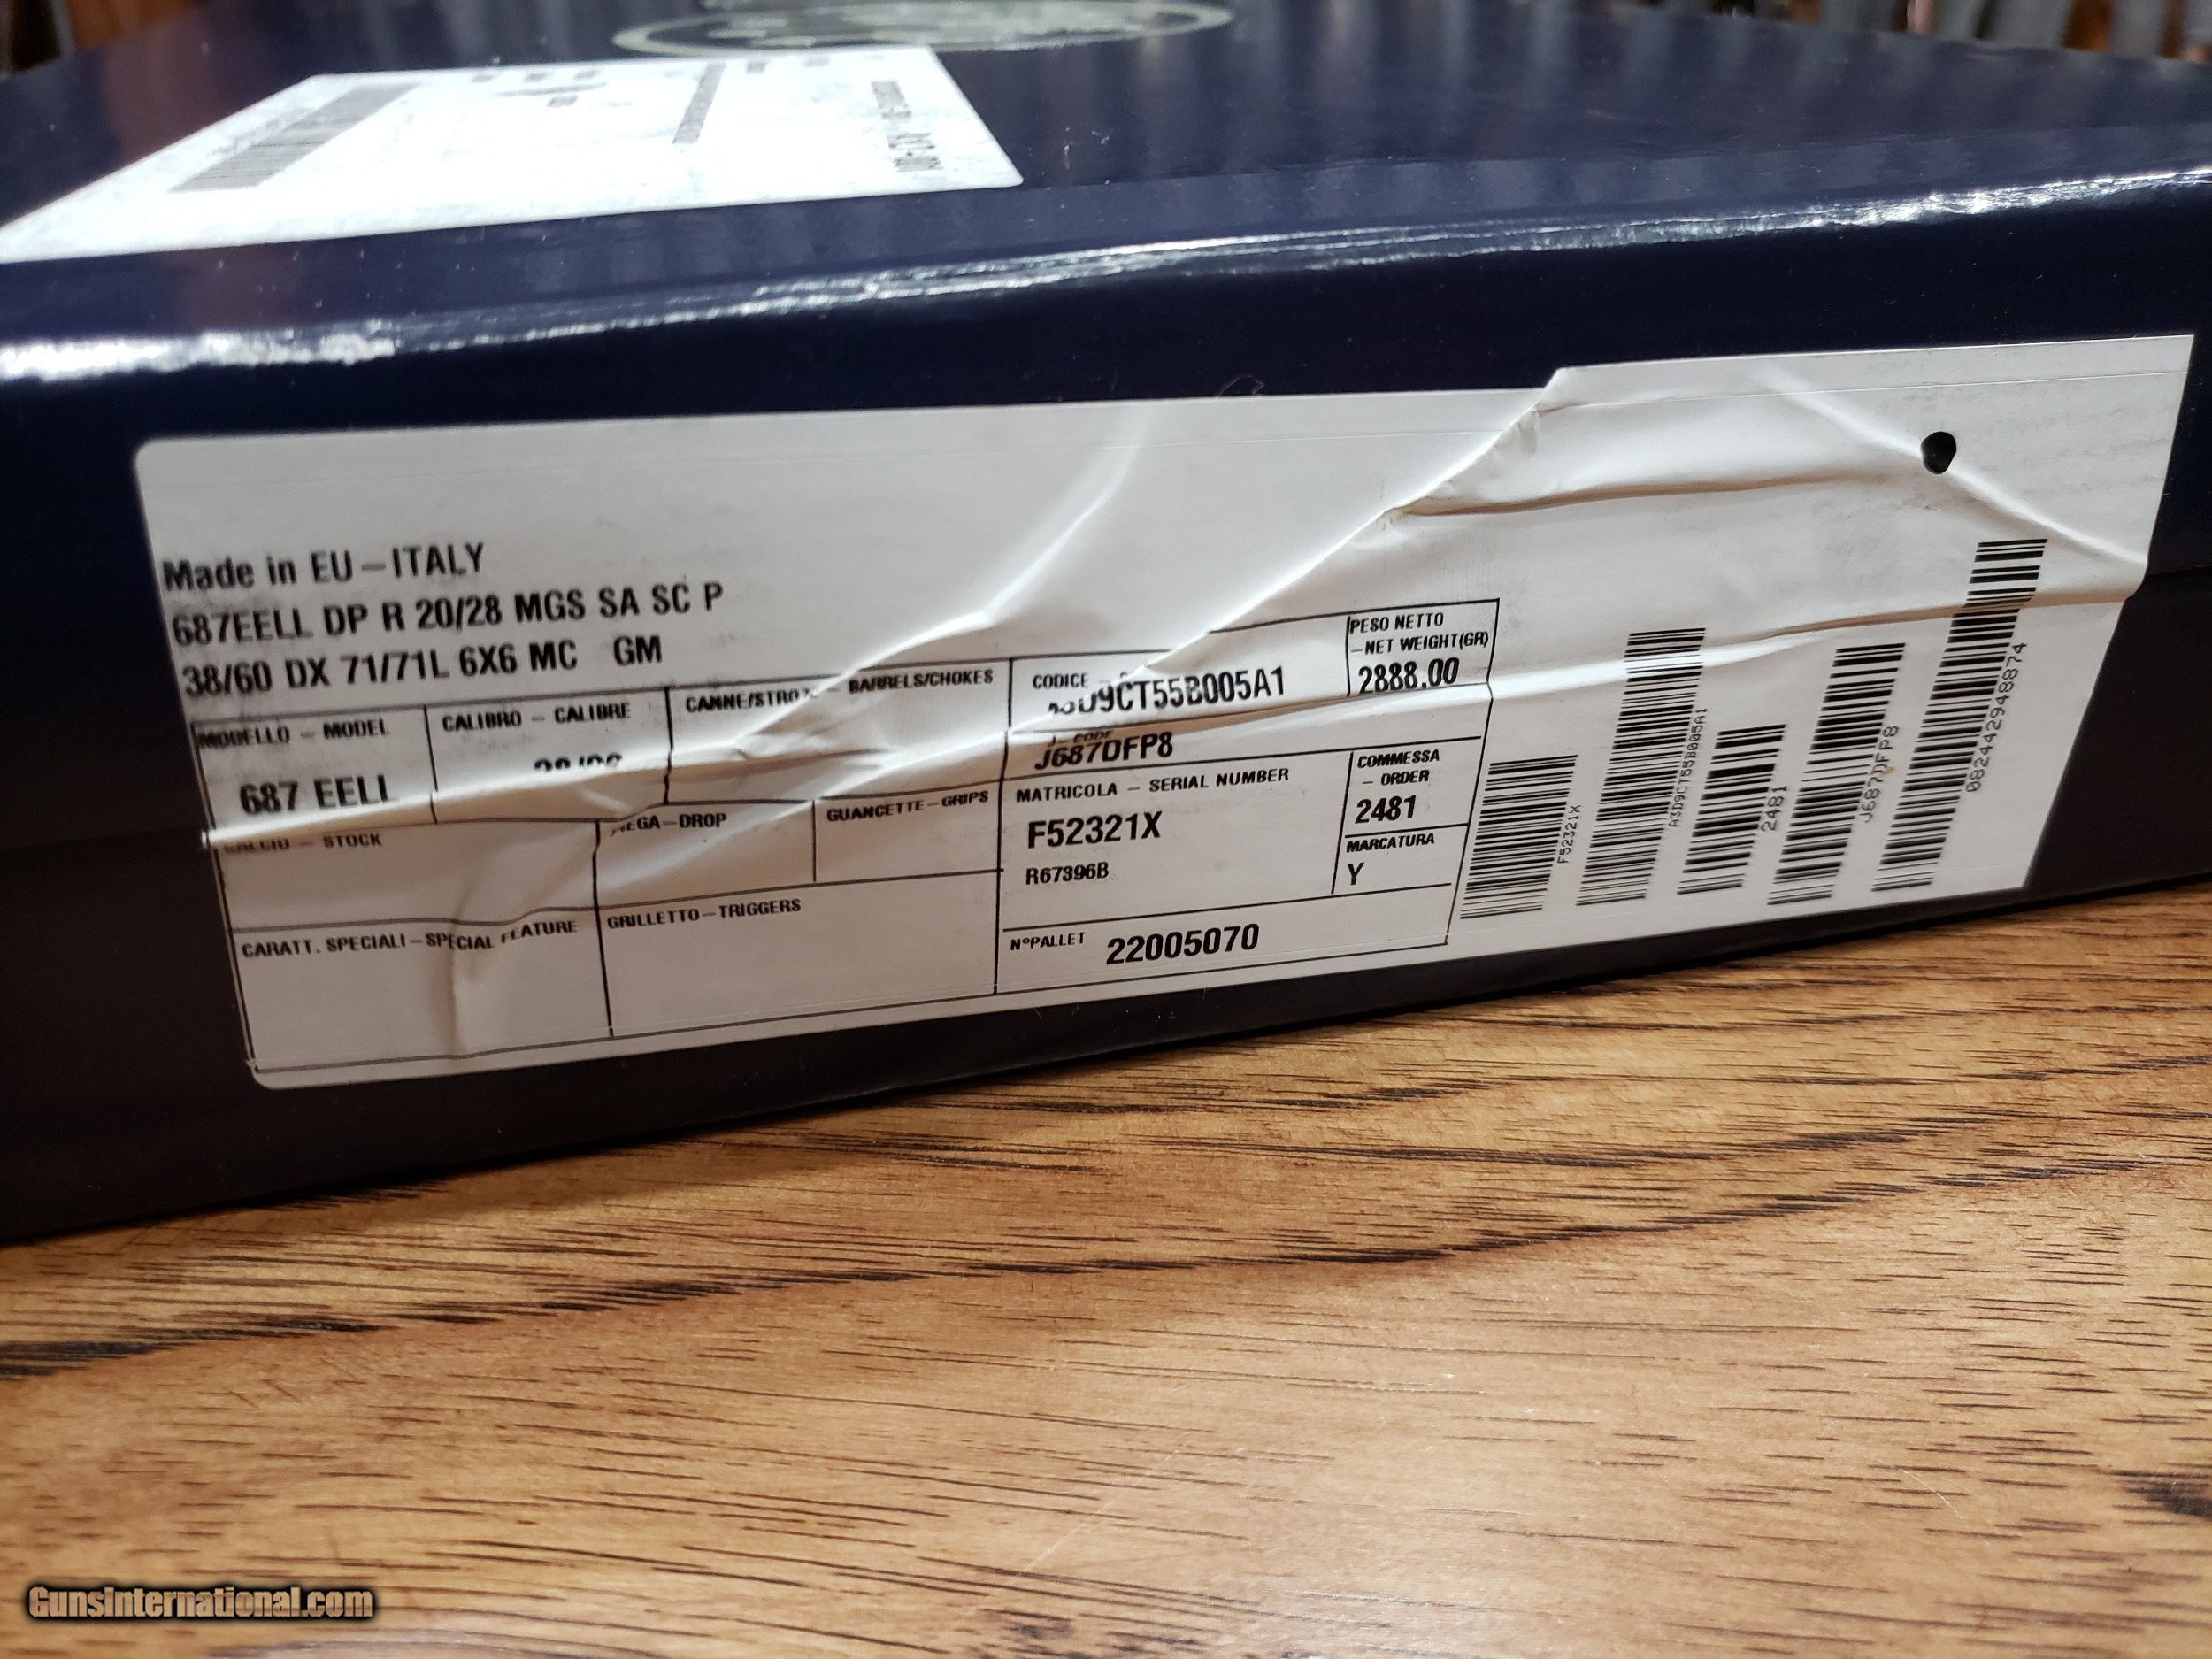 Made in EU – ITALY
687EELL DP R 20/28 MGS SA SC P
38/60 DX 71/71L 6X6 MC GM
MODELLO – MODEL
687 EELL
CALIBRO – CALIBRE
BARRELS/CHOKES
CODICE
J687DFP8
PESO NETTO
–NET WEIGHT(GR)
2888.00
– STOCK
–DROP
GUANCETTE–GRIPS
MATRICOLA – SERIAL NUMBER
F52321X
R67396B
COMMESSA
– ORDER
2481
MARCATURA
Y
CARATT. SPECIALI–SPECIAL FEATURE
GRILLETTO–TRIGGERS
N°PALLET 22005070
F52321X
A3D9CT55B005A1
2481
J687DFP8
082442948874
GunsInternational.com